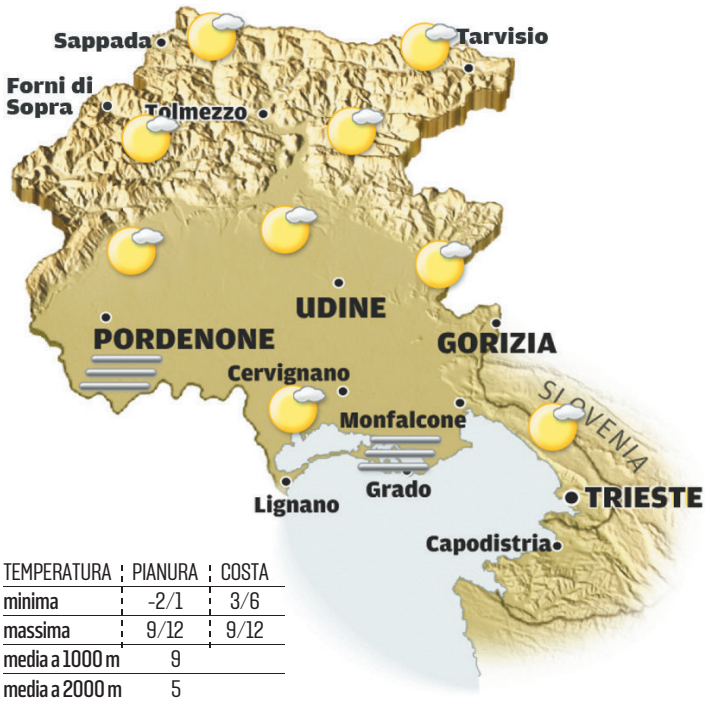 Sappada
Tarvisio
Forni di
Sopra
Tolmezzo
UDINE
PORDENONE
GORIZIA
Cervignano
SLOVENIA
Monfalcone
Grado
Lignano
TRIESTE
Capodistria
TEMPERATURA PIANURA COSTA
minima -2/1 3/6
massima 9/12 9/12
media a 1000 m 9
media a 2000 m 5